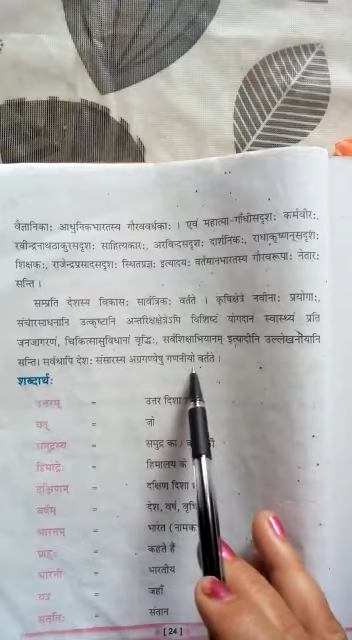 वैज्ञानिकाः आधुनिकभारतस्य गौरववर्धकाः । एवं महात्मा-गाँधीसदृशः कर्मवीरः,
रवीन्द्रनाथठाकुरसदृशः साहित्यकारः, अरविन्दसदृशः दार्शनिकः, राधाकृष्णन्सदृशः
शिक्षकः, राजेन्द्रप्रसादसदृशः स्थितप्रज्ञः इत्यादयः वर्तमानभारतस्य गौरवरूपाः नेतारः
सन्ति ।
सम्प्रति देशस्य विकासः सार्वत्रिकः वर्तते । कृषिक्षेत्रे नवीनाः प्रयोगाः,
संचारसाधनानि उत्कृष्टानि अन्तरिक्षक्षेत्रेऽपि विशिष्टं योगदानं स्वास्थ्यं प्रति
जनजागरणं, चिकित्सासुविधानां वृद्धिः, सर्वशिक्षाभियानम् इत्यादीनि उल्लेखनीयानि
सन्ति। सर्वथापि देशः संसारस्य अग्रगण्येषु गणनीयो वर्तते ।
शब्दार्थः
उत्तरम् = उत्तर दिशा
यत् = जो
समुद्रस्य = समुद्र का
हिमाद्रेः = हिमालय के
दक्षिणम् = दक्षिण दिशा
वर्षम् = देश, वर्ष,
भारतम् = भारत (नामक
प्राहुः = कहते हैं
भारती = भारतीय
यत्र = जहाँ
सन्ततिः = संतान
[ 24 ]